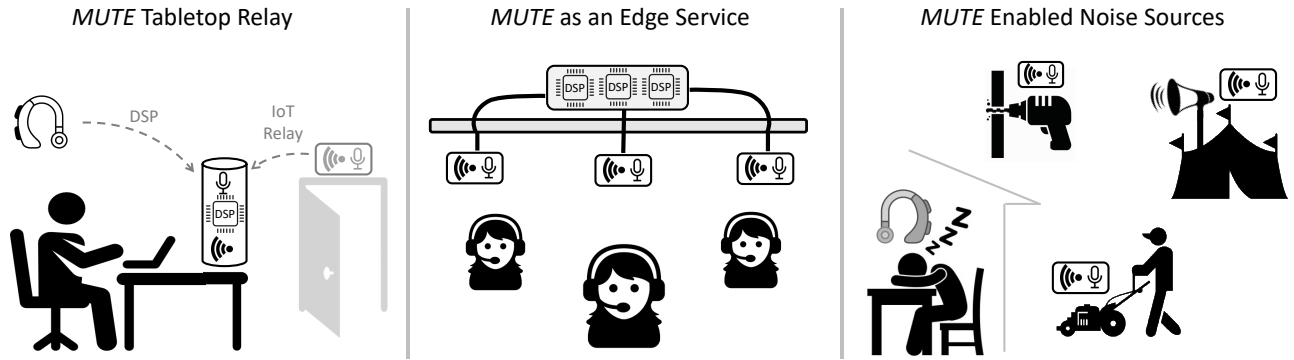 MUTE Tabletop Relay
DSP
IoT
Relay
DSP
MUTE as an Edge Service
DSP DSP DSP
MUTE Enabled Noise Sources
zzz